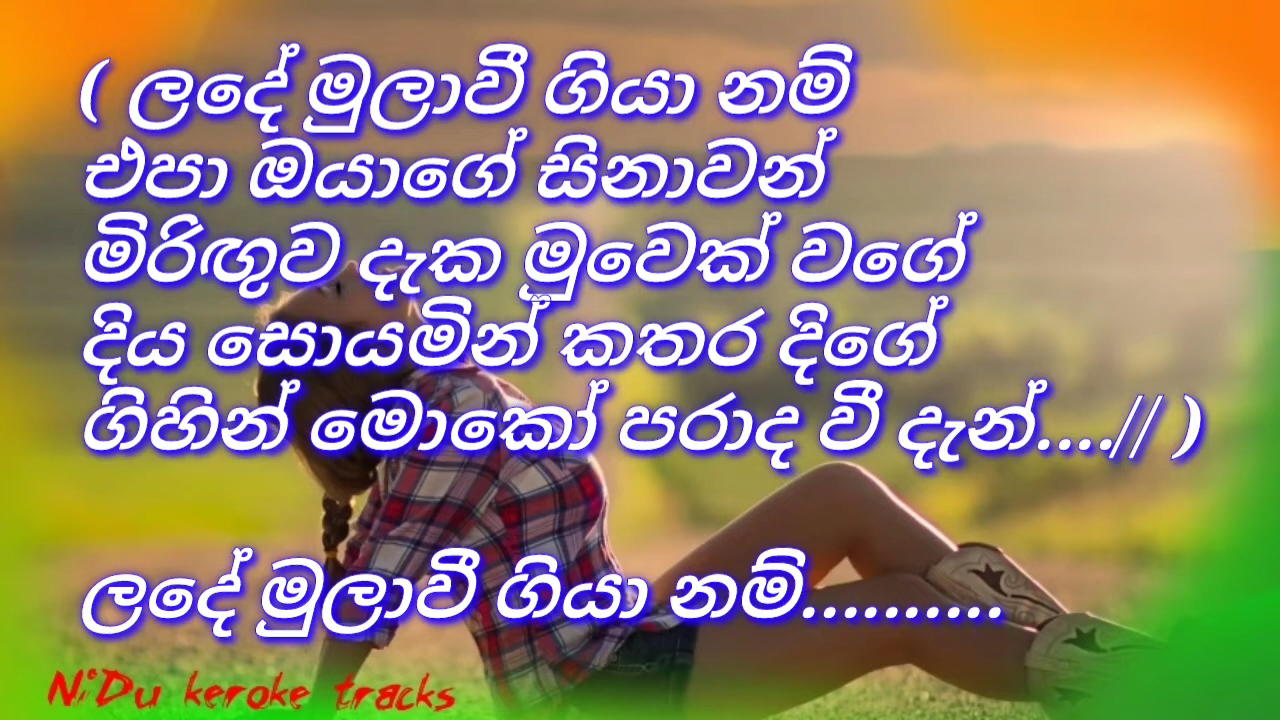 ( ලදේ මුලාවී ගියා නම්
එපා ඔයාගේ සිනාවන්
මිරිඟුව දැක මුවෙක් වගේ
දිය සොයමින් කතර දිගේ
ගිහින් මොකෝ පරාද වී දැන්....// )
ලදේ මුලාවී ගියා නම්..........
NiDu keroke tracks